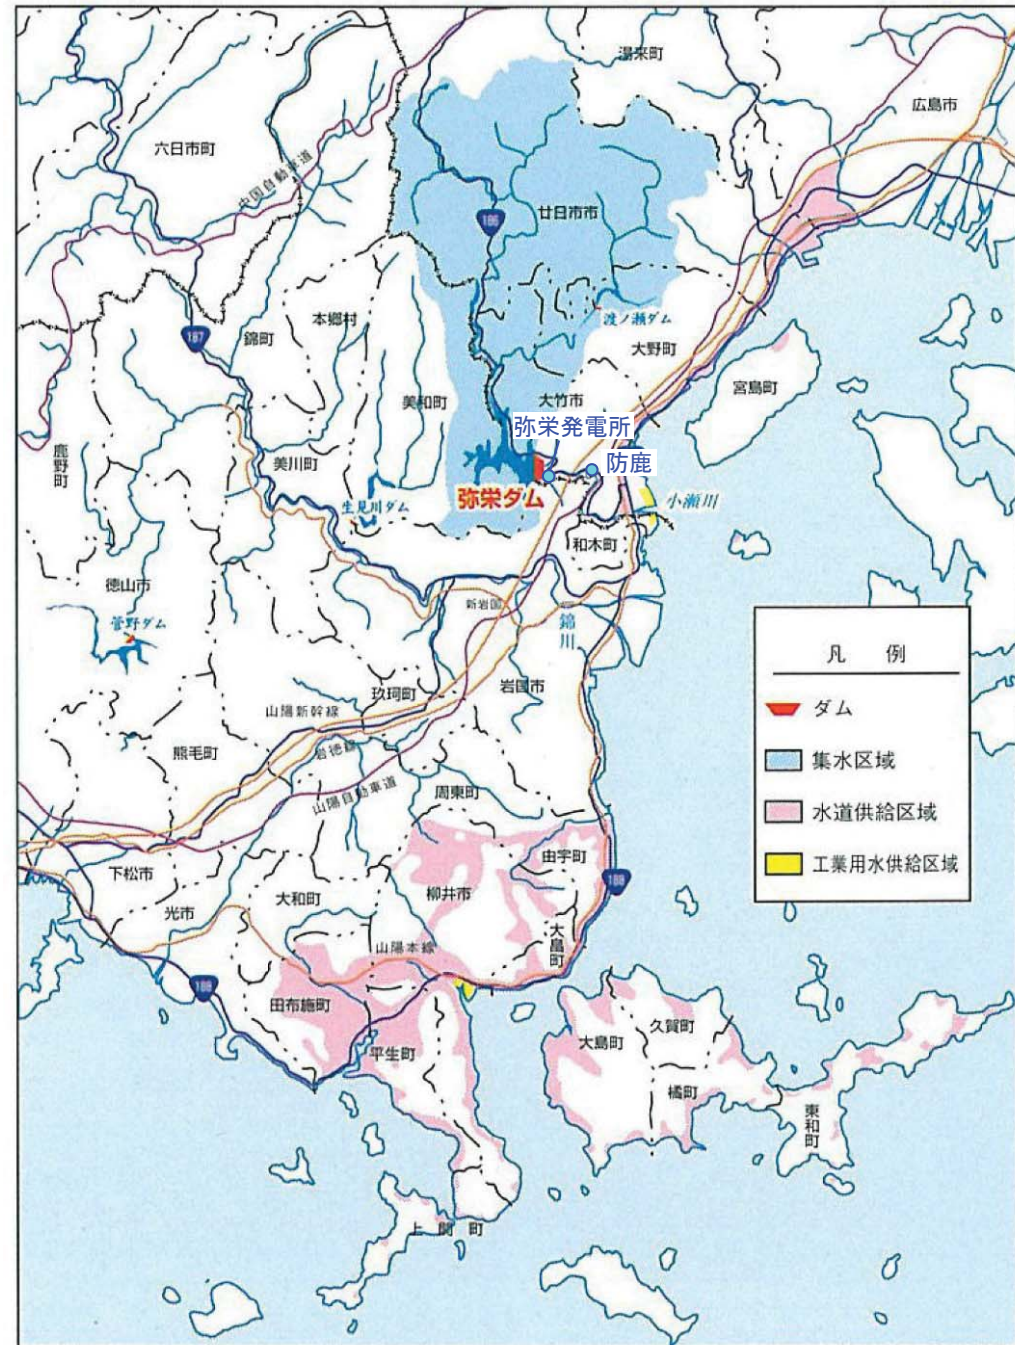 湯来町
広島市
六日市町
中国自動車道
186
廿日市市
187
錦町
本郷村
渡ノ瀬ダム
大野町
宮島町
美和町
大竹市
弥栄発電所
防鹿
鹿野町
美川町
生見川ダム
弥栄ダム
小瀬川
和木町
徳山市
菅野ダム
新岩国
錦川
玖珂町
岩国市
山陽新幹線
岩徳線
熊毛町
山陽自動車道
周東町
凡 例
ダム
集水区域
水道供給区域
工業用水供給区域
下松市
光市
大和町
柳井市
由宇町
188
大畠町
山陽本線
188
田布施町
平生町
大島町
久賀町
橘町
東和町
上関町